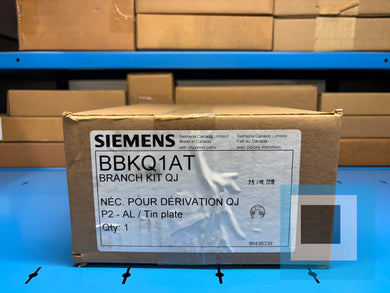 SIEMENS
Siemens Canada Limited
Made in Canada
with imported parts
Siemens Canada Limitée
Fait au Canada
avec pièces importées
BBKQ1AT
BRANCH KIT QJ
NÉC. POUR DÉRIVATION QJ
P2 - AL / Tin plate
Qty: 1